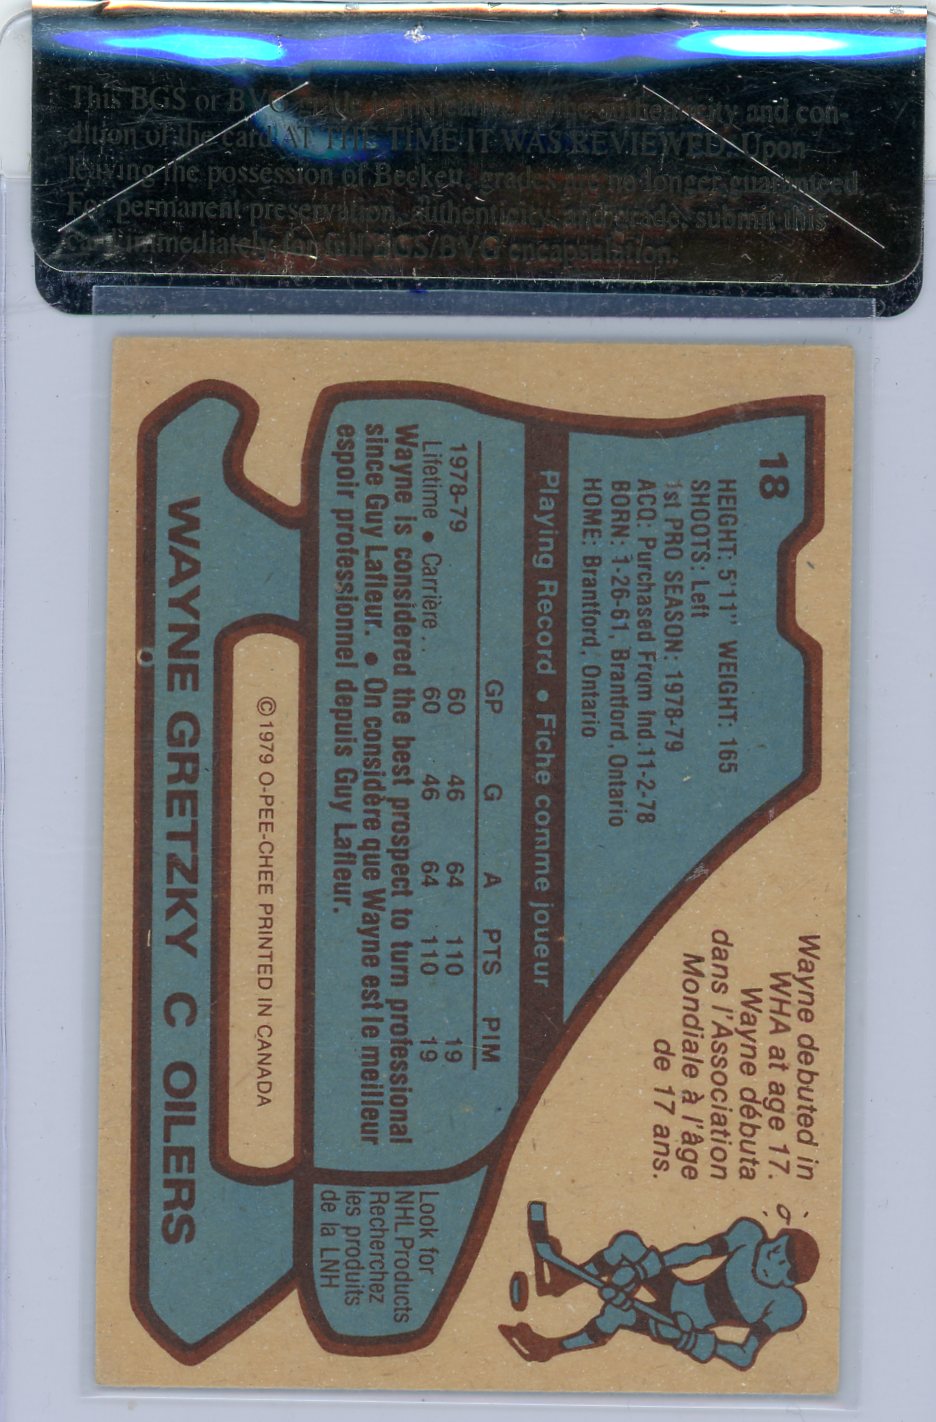 This BGS or BVG grade is indicative of the authenticity and con-
dition of the card AT THE TIME IT WAS REVIEWED. Upon
leaving the possession of Beckett, grades are no longer guaranteed.
For permanent preservation, authenticity, and grade, submit this
card immediately for full BGS/BVG encapsulation.
18
HEIGHT: 5'11" WEIGHT: 165
SHOOTS: Left
1st PRO SEASON: 1978-79
ACQ: Purchased From Ind.11-2-78
BORN: 1-26-61, Brantford, Ontario
HOME: Brantford, Ontario
Wayne debuted in
WHA at age 17.
Wayne débuta
dans l'Association
Mondiale à l'âge
de 17 ans.
Playing Record • Fiche comme joueur
GP G A PTS PIM
1978-79 60 46 64 110 19
Lifetime • Carrière . . 60 46 64 110 19
Wayne is considered the best prospect to turn professional
since Guy Lafleur. • On considère que Wayne est le meilleur
espoir professionnel depuis Guy Lafleur.
Look for
NHL Products
Recherchez
les produits
de la LNH
© 1979 O-PEE-CHEE PRINTED IN CANADA
WAYNE GRETZKY C OILERS